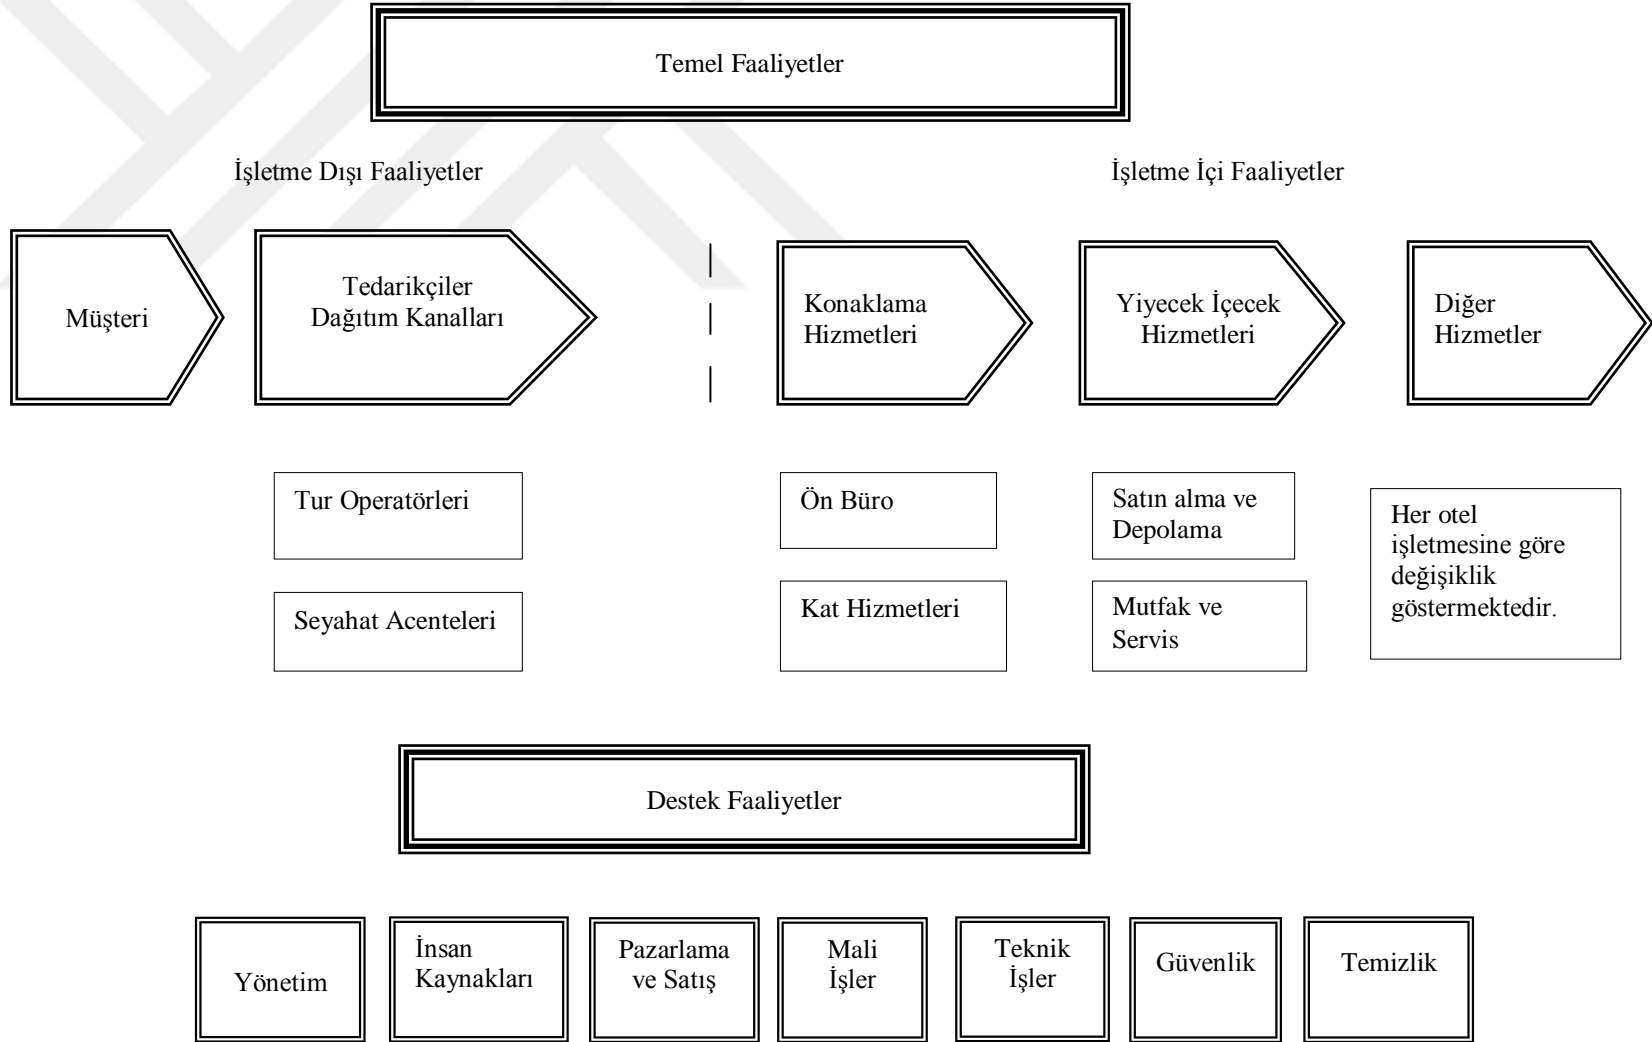 Temel Faaliyetler
İşletme Dışı Faaliyetler
İşletme İçi Faaliyetler
Müşteri
Tedarikçiler
Dağıtım Kanalları
Konaklama
Hizmetleri
Yiyecek İçecek
Hizmetleri
Diğer
Hizmetler
Tur Operatörleri
Seyahat Acenteleri
Ön Büro
Kat Hizmetleri
Satın alma ve
Depolama
Mutfak ve
Servis
Her otel
işletmesine göre
değişiklik
göstermektedir.
Destek Faaliyetler
Yönetim
İnsan
Kaynakları
Pazarlama
ve Satış
Mali
İşler
Teknik
İşler
Güvenlik
Temizlik